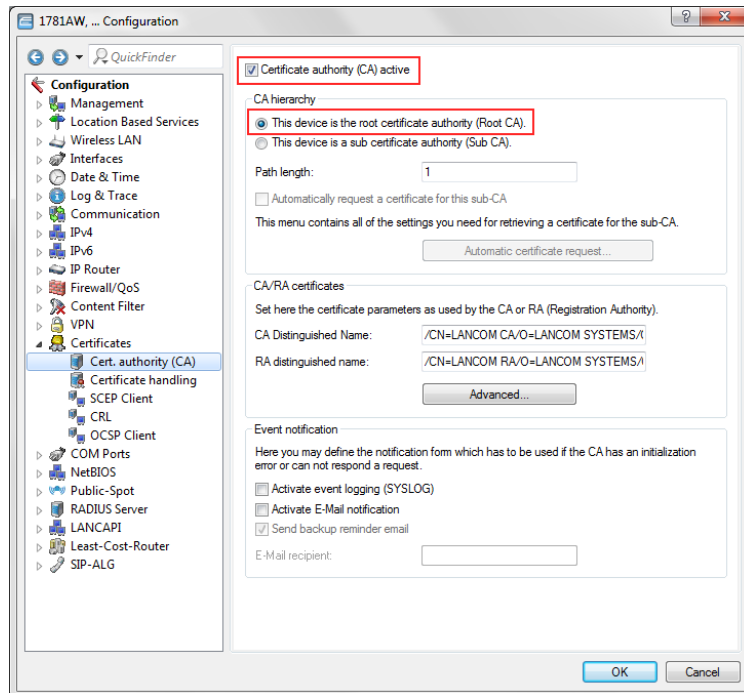 1781AW, ... Configuration
QuickFinder
Configuration
Management
Location Based Services
Wireless LAN
Interfaces
Date & Time
Log & Trace
Communication
IPv4
IPv6
IP Router
Firewall/QoS
Content Filter
VPN
Certificates
Cert. authority (CA)
Certificate handling
SCEP Client
CRL
OCSP Client
COM Ports
NetBIOS
Public-Spot
RADIUS Server
LANCAPI
Least-Cost-Router
SIP-ALG
Certificate authority (CA) active
CA hierarchy
This device is the root certificate authority (Root CA).
This device is a sub certificate authority (Sub CA).
Path length: 1
Automatically request a certificate for this sub-CA
This menu contains all of the settings you need for retrieving a certificate for the sub-CA.
Automatic certificate request...
CA/RA certificates
Set here the certificate parameters as used by the CA or RA (Registration Authority).
CA Distinguished Name: /CN=LANCOM CA/O=LANCOM SYSTEMS/
RA distinguished name: /CN=LANCOM RA/O=LANCOM SYSTEMS/
Advanced...
Event notification
Here you may define the notification form which has to be used if the CA has an initialization
error or can not respond a request.
Activate event logging (SYSLOG)
Activate E-Mail notification
Send backup reminder email
E-Mail recipient:
OK Cancel